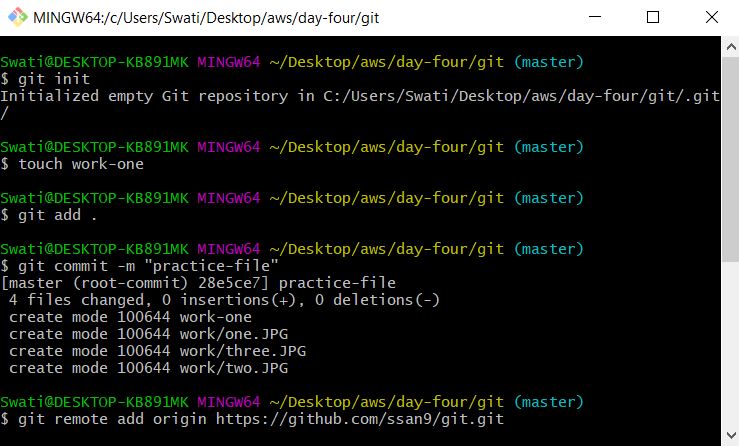 MINGW64:/c/Users/Swati/Desktop/aws/day-four/git
Swati@DESKTOP-KB891MK MINGW64 ~/Desktop/aws/day-four/git (master)
$ git init
Initialized empty Git repository in C:/Users/Swati/Desktop/aws/day-four/git/.git
/
Swati@DESKTOP-KB891MK MINGW64 ~/Desktop/aws/day-four/git (master)
$ touch work-one
Swati@DESKTOP-KB891MK MINGW64 ~/Desktop/aws/day-four/git (master)
$ git add .
Swati@DESKTOP-KB891MK MINGW64 ~/Desktop/aws/day-four/git (master)
$ git commit -m "practice-file"
[master (root-commit) 28e5ce7] practice-file
 4 files changed, 0 insertions(+), 0 deletions(-)
 create mode 100644 work-one
 create mode 100644 work/one.JPG
 create mode 100644 work/three.JPG
 create mode 100644 work/two.JPG
Swati@DESKTOP-KB891MK MINGW64 ~/Desktop/aws/day-four/git (master)
$ git remote add origin https://github.com/ssan9/git.git